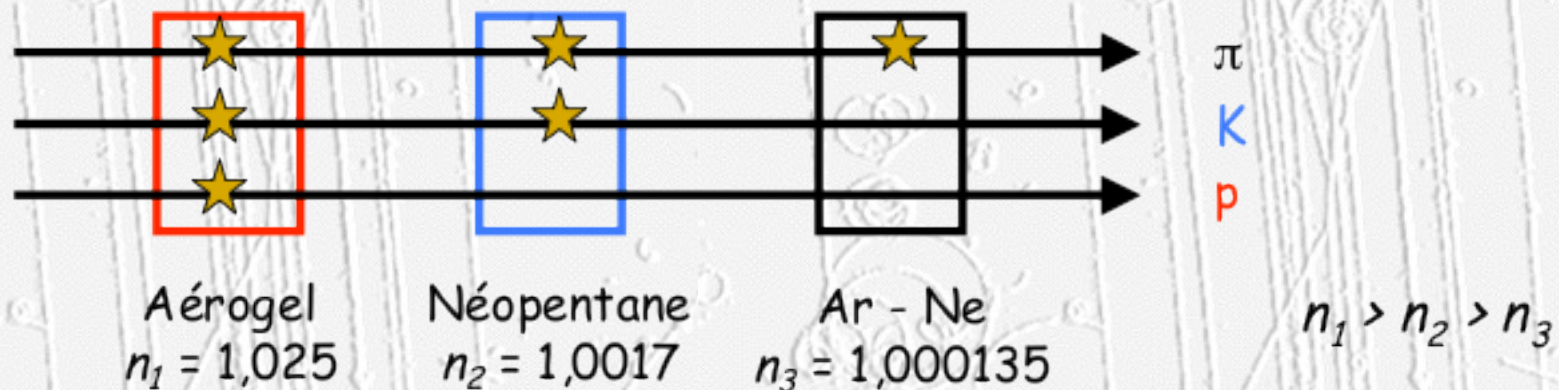 π
K
p
Aérogel Néopentane Ar - Ne
n₁ = 1,025 n₂ = 1,0017 n₃ = 1,000135
n₁ > n₂ > n₃